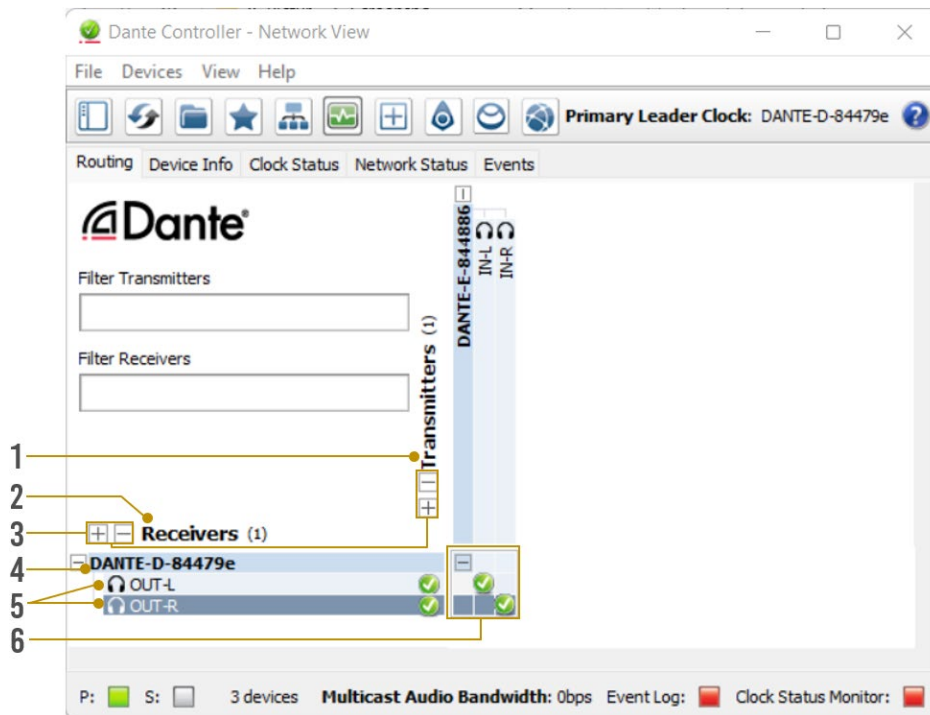 Dante Controller - Network View
File Devices View Help
Primary Leader Clock: DANTE-D-84479e
Routing Device Info Clock Status Network Status Events
Dante®
Filter Transmitters
Filter Receivers
Transmitters (1)
DANTE-E-844886
IN-L
IN-R
1
2
3
Receivers (1)
4
DANTE-D-84479e
5
OUT-L
OUT-R
6
P: S: 3 devices Multicast Audio Bandwidth: 0bps Event Log: Clock Status Monitor: